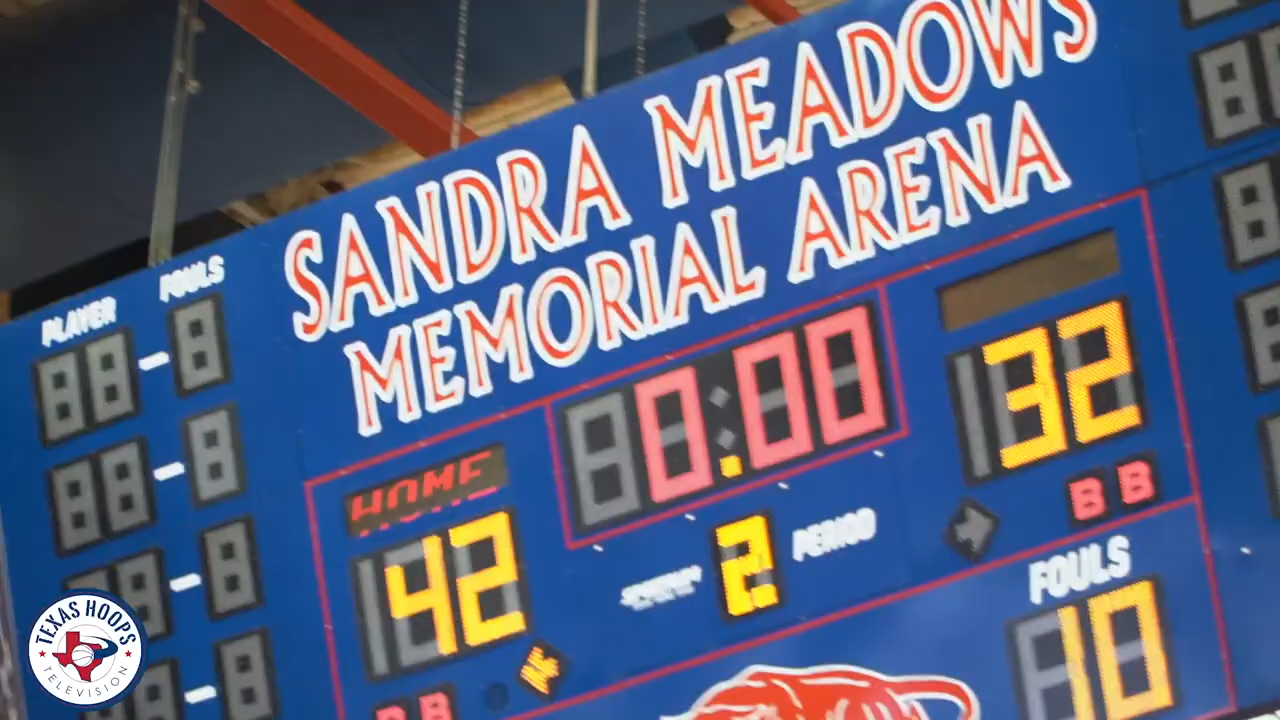 SANDRA MEADOWS
MEMORIAL ARENA
PLAYER FOULS
HOME
0:00
32
42
2 PERIOD
B B
FOULS
10
B B
TEXAS HOOPS
TELEVISION